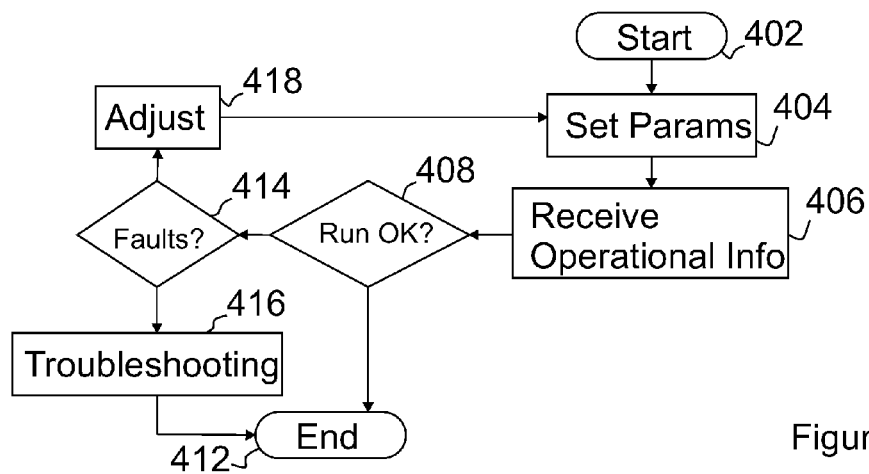 Start
402
418
Adjust
Set Params
404
408
414
Receive
Operational Info
406
Faults?
Run OK?
416
Troubleshooting
End
412